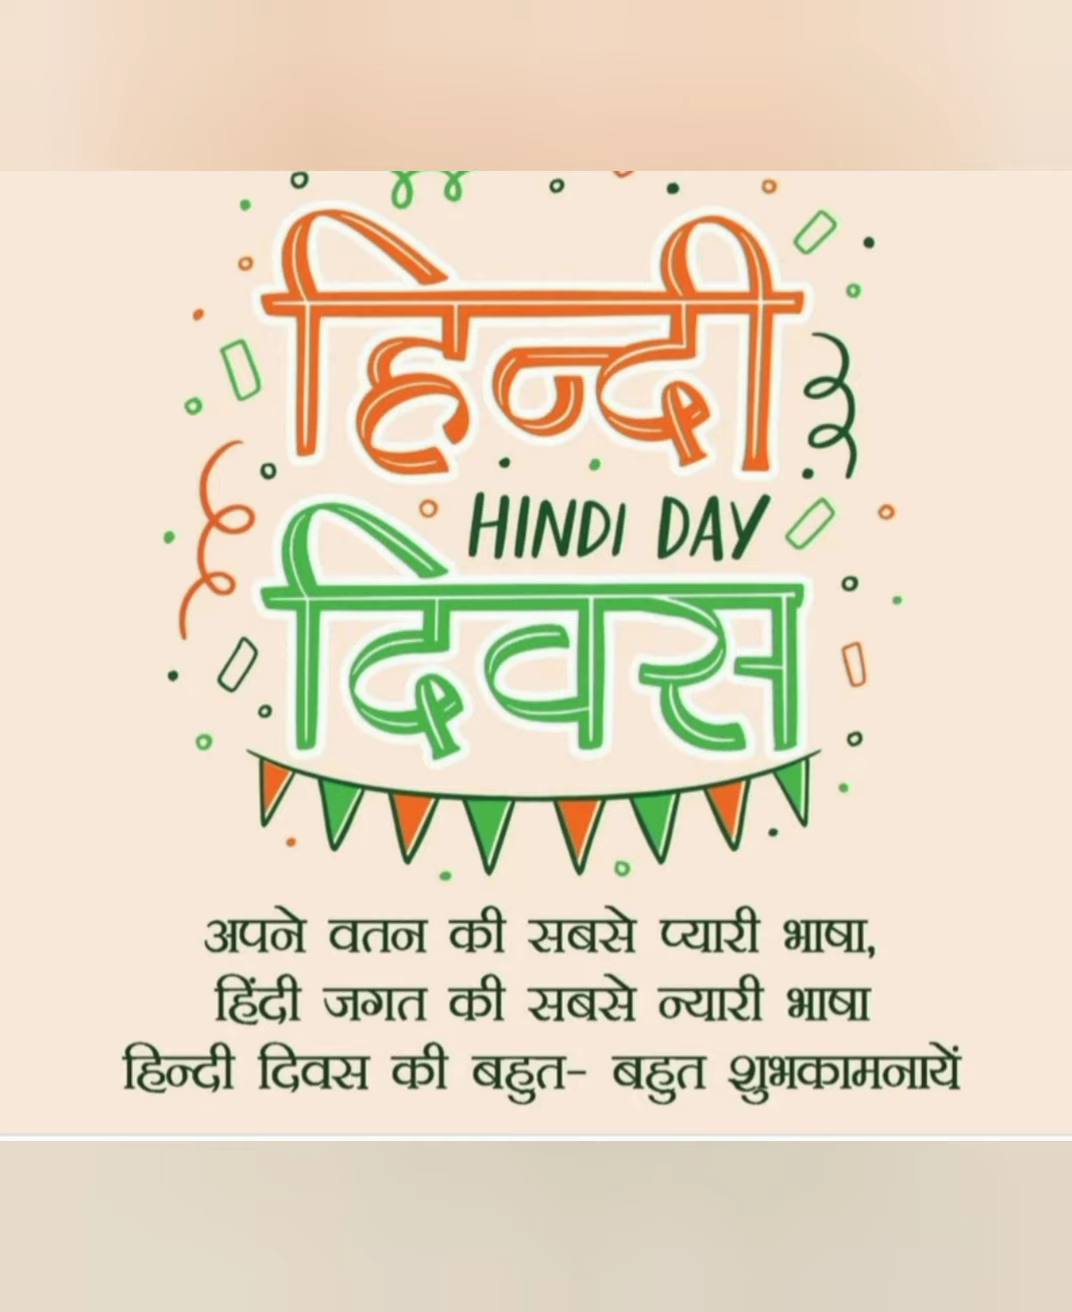 हिन्दी
HINDI DAY
दिवस
अपने वतन की सबसे प्यारी भाषा,
हिंदी जगत की सबसे न्यारी भाषा
हिन्दी दिवस की बहुत- बहुत शुभकामनायें